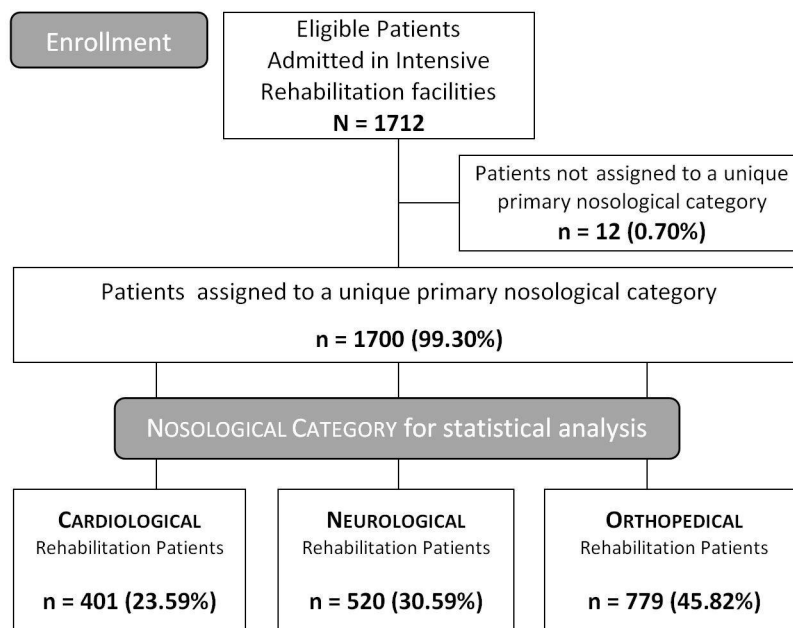 Enrollment
Eligible Patients
Admitted in Intensive
Rehabilitation facilities
N = 1712
Patients not assigned to a unique
primary nosological category
n = 12 (0.70%)
Patients assigned to a unique primary nosological category
n = 1700 (99.30%)
NOSOLOGICAL CATEGORY for statistical analysis
CARDIOLOGICAL
Rehabilitation Patients
n = 401 (23.59%)
NEUROLOGICAL
Rehabilitation Patients
n = 520 (30.59%)
ORTHOPEDICAL
Rehabilitation Patients
n = 779 (45.82%)